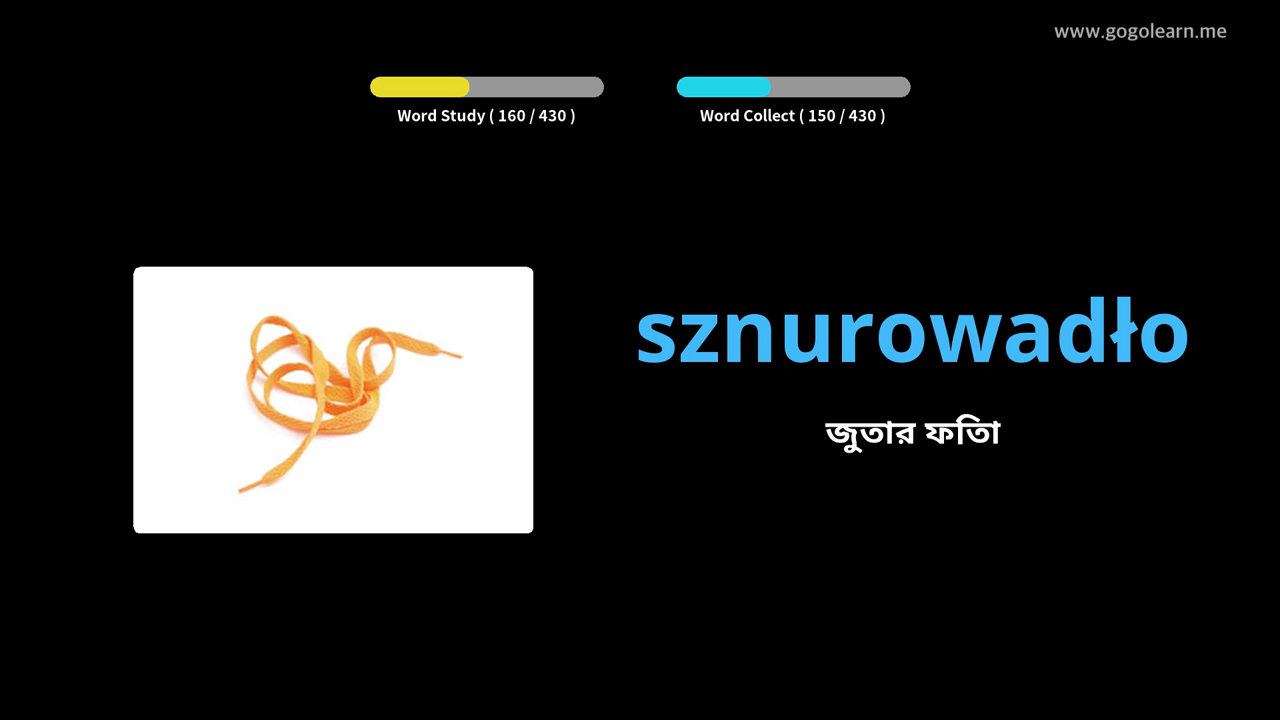 www.gogolearn.me
Word Study ( 160 / 430 )
Word Collect ( 150 / 430 )
sznurowadło
জুতার ফিতা